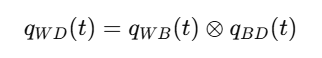 q_{WD}(t) = q_{WB}(t) ⊗ q_{BD}(t)